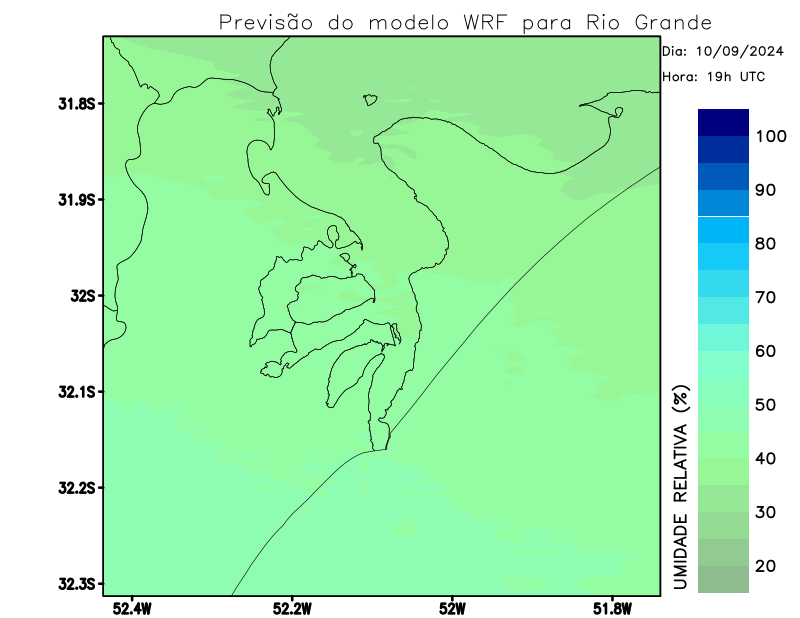 Previsão do modelo WRF para Rio Grande
Dia: 10/09/2024
Hora: 19h UTC
31.8S
31.9S
32S
32.1S
32.2S
32.3S
52.4W
52.2W
52W
51.8W
100
90
80
70
60
50
40
30
20
UMIDADE RELATIVA (%)